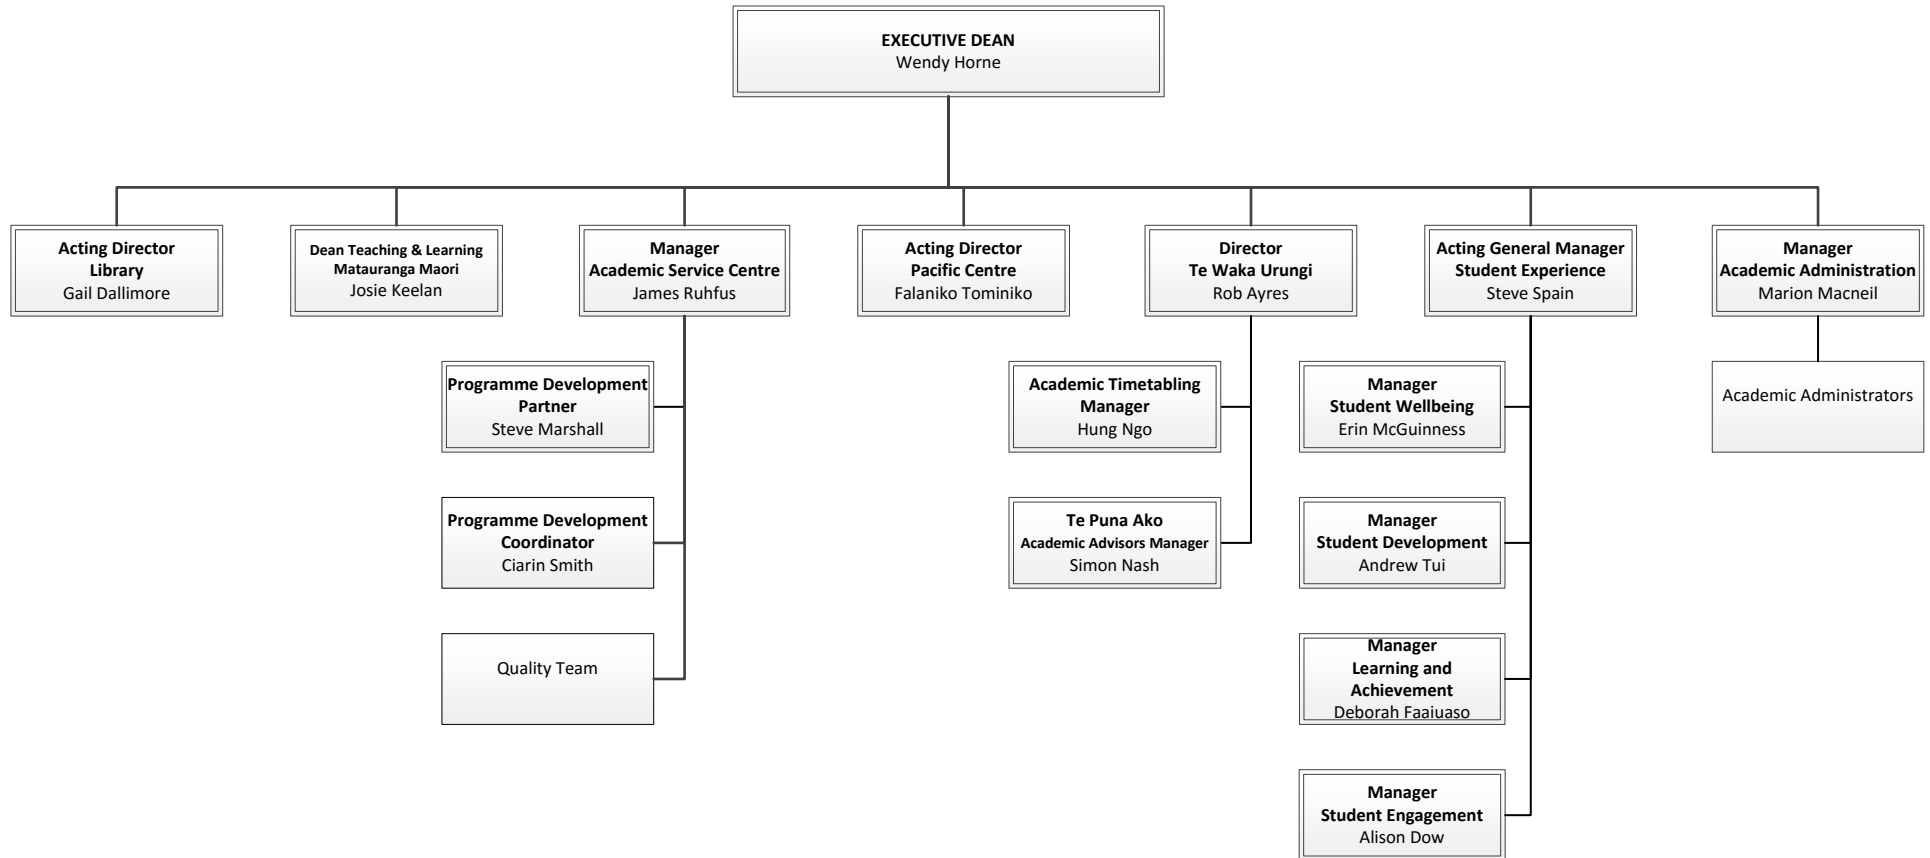 EXECUTIVE DEAN
Wendy Horne
Acting Director
Library
Gail Dallimore
Dean Teaching & Learning
Matauranga Maori
Josie Keelan
Manager
Academic Service Centre
James Ruhfus
Acting Director
Pacific Centre
Falaniko Tominiko
Director
Te Waka Urungi
Rob Ayres
Acting General Manager
Student Experience
Steve Spain
Manager
Academic Administration
Marion Macneil
Programme Development
Partner
Steve Marshall
Academic Timetabling
Manager
Hung Ngo
Manager
Student Wellbeing
Erin McGuinness
Academic Administrators
Programme Development
Coordinator
Ciarin Smith
Te Puna Ako
Academic Advisors Manager
Simon Nash
Manager
Student Development
Andrew Tui
Quality Team
Manager
Learning and
Achievement
Deborah Faaiuaso
Manager
Student Engagement
Alison Dow